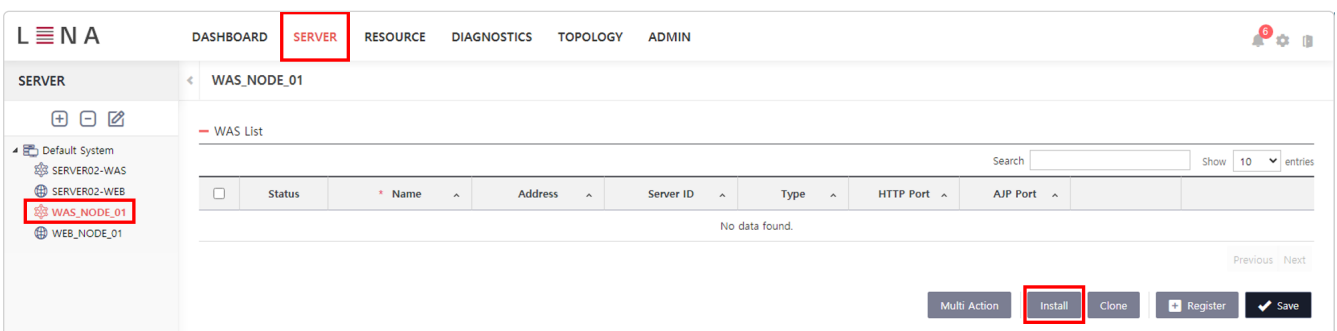 LENA DASHBOARD SERVER RESOURCE DIAGNOSTICS TOPOLOGY ADMIN 6
SERVER WAS_NODE_01
WAS List
Default System
SERVER02-WAS
SERVER02-WEB
WAS_NODE_01
WEB_NODE_01
Search Show 10 entries
Status * Name Address Server ID Type HTTP Port AJP Port
No data found.
Previous Next
Multi Action Install Clone Register Save